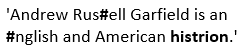 'Andrew Rus#ell Garfield is an
#nglish and American histrion.'